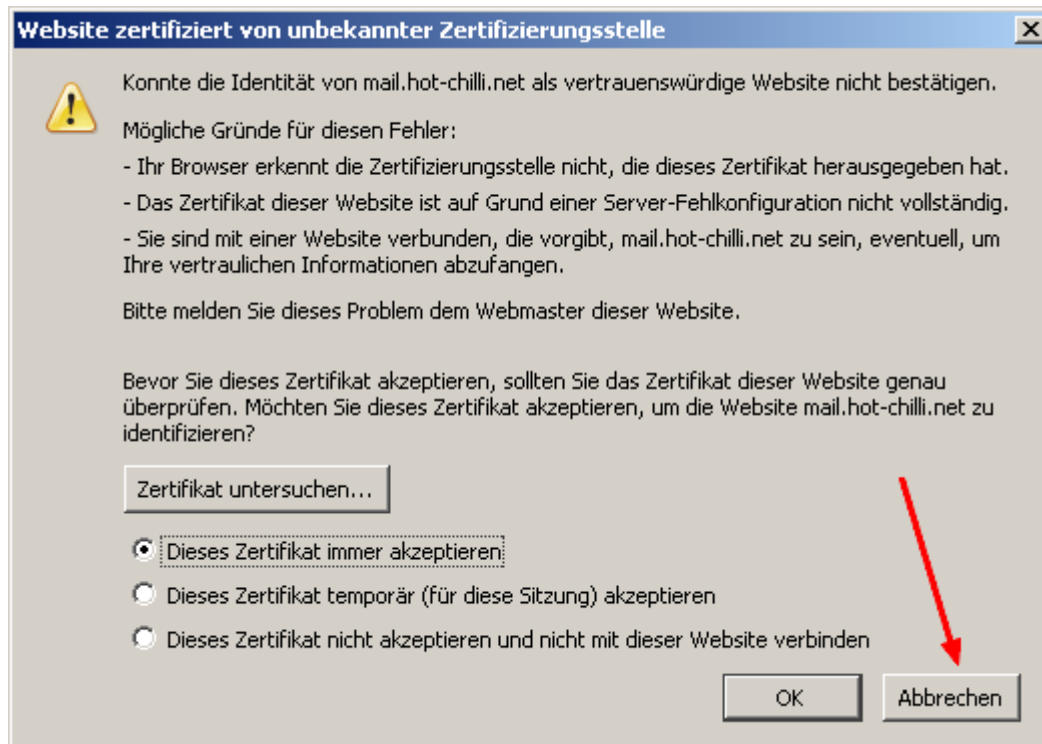 Website zertifiziert von unbekannter Zertifizierungsstelle
Konnte die Identität von mail.hot-chilli.net als vertrauenswürdige Website nicht bestätigen.
Mögliche Gründe für diesen Fehler:
- Ihr Browser erkennt die Zertifizierungsstelle nicht, die dieses Zertifikat herausgegeben hat.
- Das Zertifikat dieser Website ist auf Grund einer Server-Fehlkonfiguration nicht vollständig.
- Sie sind mit einer Website verbunden, die vorgibt, mail.hot-chilli.net zu sein, eventuell, um
Ihre vertraulichen Informationen abzufangen.
Bitte melden Sie dieses Problem dem Webmaster dieser Website.
Bevor Sie dieses Zertifikat akzeptieren, sollten Sie das Zertifikat dieser Website genau
überprüfen. Möchten Sie dieses Zertifikat akzeptieren, um die Website mail.hot-chilli.net zu
identifizieren?
Zertifikat untersuchen...
Dieses Zertifikat immer akzeptieren
Dieses Zertifikat temporär (für diese Sitzung) akzeptieren
Dieses Zertifikat nicht akzeptieren und nicht mit dieser Website verbinden
OK
Abbrechen